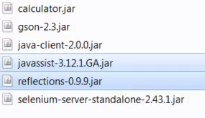 calculator.jar
gson-2.3.jar
java-client-2.0.0.jar
javassist-3.12.1.GA.jar
reflections-0.9.9.jar
selenium-server-standalone-2.43.1.jar